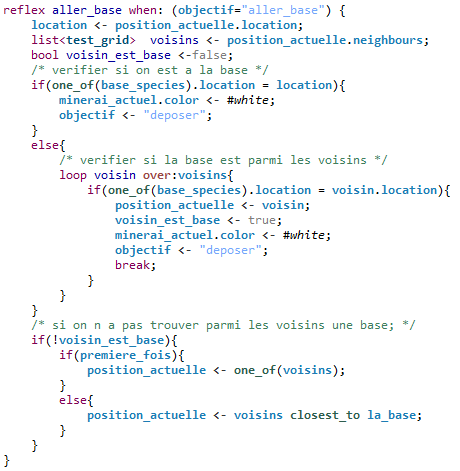 reflex aller_base when: (objectif="aller_base") {
    location <- position_actuelle.location;
    list<test_grid>  voisins <- position_actuelle.neighbours;
    bool voisin_est_base <-false;
    /* verifier si on est a la base */
    if(one_of(base_species).location = location){
        minerai_actuel.color <- #white;
        objectif <- "deposer";
    }
    else{
        /* verifier si la base est parmi les voisins */
        loop voisin over:voisins{
            if(one_of(base_species).location = voisin.location){
                position_actuelle <- voisin;
                voisin_est_base <- true;
                minerai_actuel.color <- #white;
                objectif <- "deposer";
                break;
            }
        }
    }
    /* si on n a pas trouver parmi les voisins une base; */
    if(!voisin_est_base){
        if(premiere_fois){
            position_actuelle <- one_of(voisins);
        }
        else{
            position_actuelle <- voisins closest_to la_base;
        }
    }
}